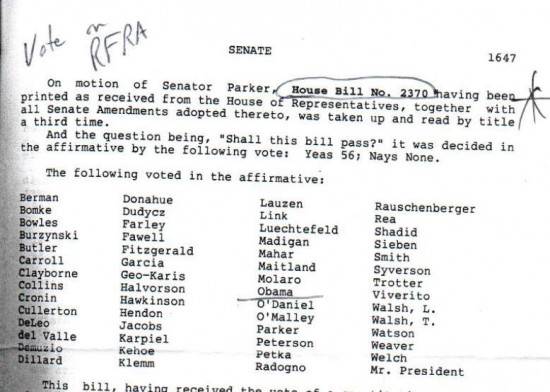 Vote on
RFRA
SENATE
1647
On motion of Senator Parker, House Bill No. 2370 having been
printed as received from the House of Representatives, together with
all Senate Amendments adopted thereto, was taken up and read by title
a third time.
And the question being, "Shall this bill pass?" it was decided in
the affirmative by the following vote: Yeas 56; Nays None.
The following voted in the affirmative:
Berman Donahue Lauzen Rauschenberger
Bomke Dudycz Link Rea
Bowles Farley Luechtefeld Shadid
Burzynski Fawell Madigan Sieben
Butler Fitzgerald Mahar Smith
Carroll Garcia Maitland Syverson
Clayborne Geo-Karis Molaro Trotter
Collins Halvorson Obama Viverito
Cronin Hawkinson O'Daniel Walsh, L.
Cullerton Hendon O'Malley Walsh, T.
DeLeo Jacobs Parker Watson
del Valle Karpiel Peterson Weaver
Demuzio Kehoe Petka Welch
Dillard Klemm Radogno Mr. President
This bill, having received the vote of a